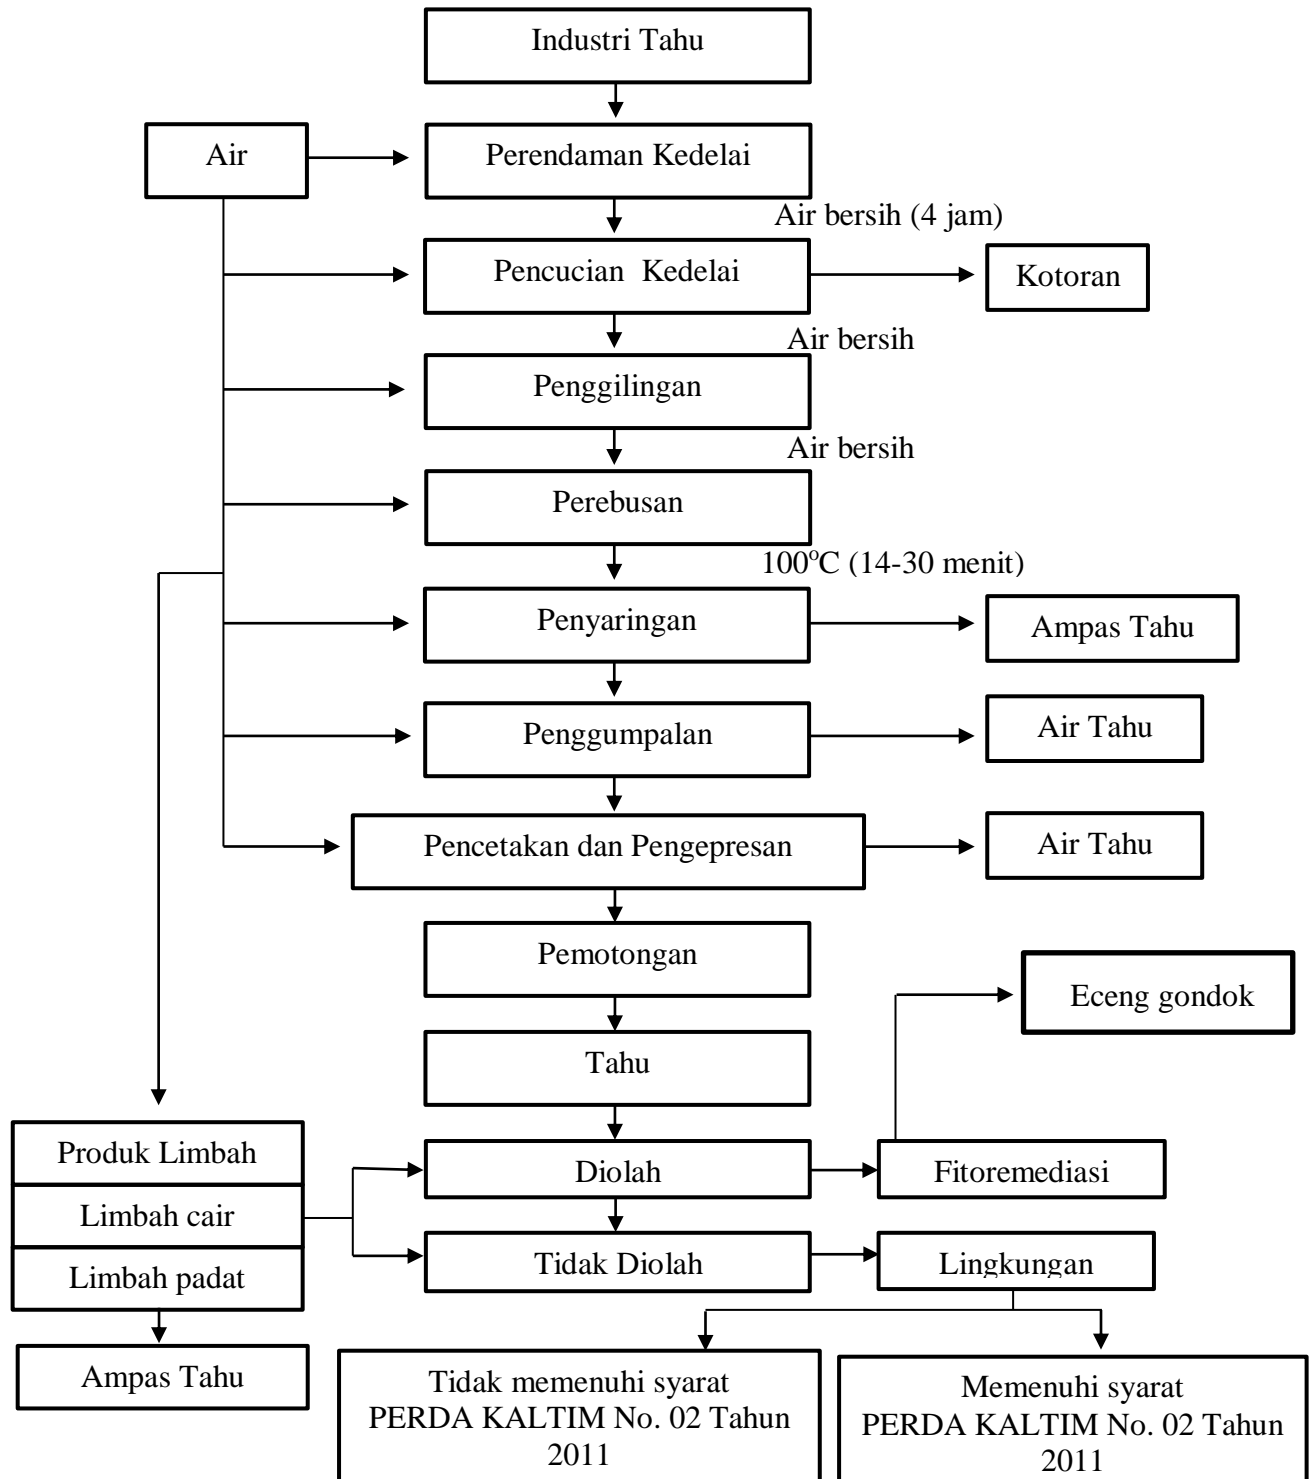 Industri Tahu
Air
Perendaman Kedelai
Air bersih (4 jam)
Pencucian Kedelai
Kotoran
Air bersih
Penggilingan
Air bersih
Perebusan
100°C (14-30 menit)
Penyaringan
Ampas Tahu
Penggumpalan
Air Tahu
Pencetakan dan Pengepresan
Air Tahu
Pemotongan
Eceng gondok
Tahu
Produk Limbah
Diolah
Fitoremediasi
Limbah cair
Tidak Diolah
Lingkungan
Limbah padat
Ampas Tahu
Tidak memenuhi syarat
PERDA KALTIM No. 02 Tahun
2011
Memenuhi syarat
PERDA KALTIM No. 02 Tahun
2011